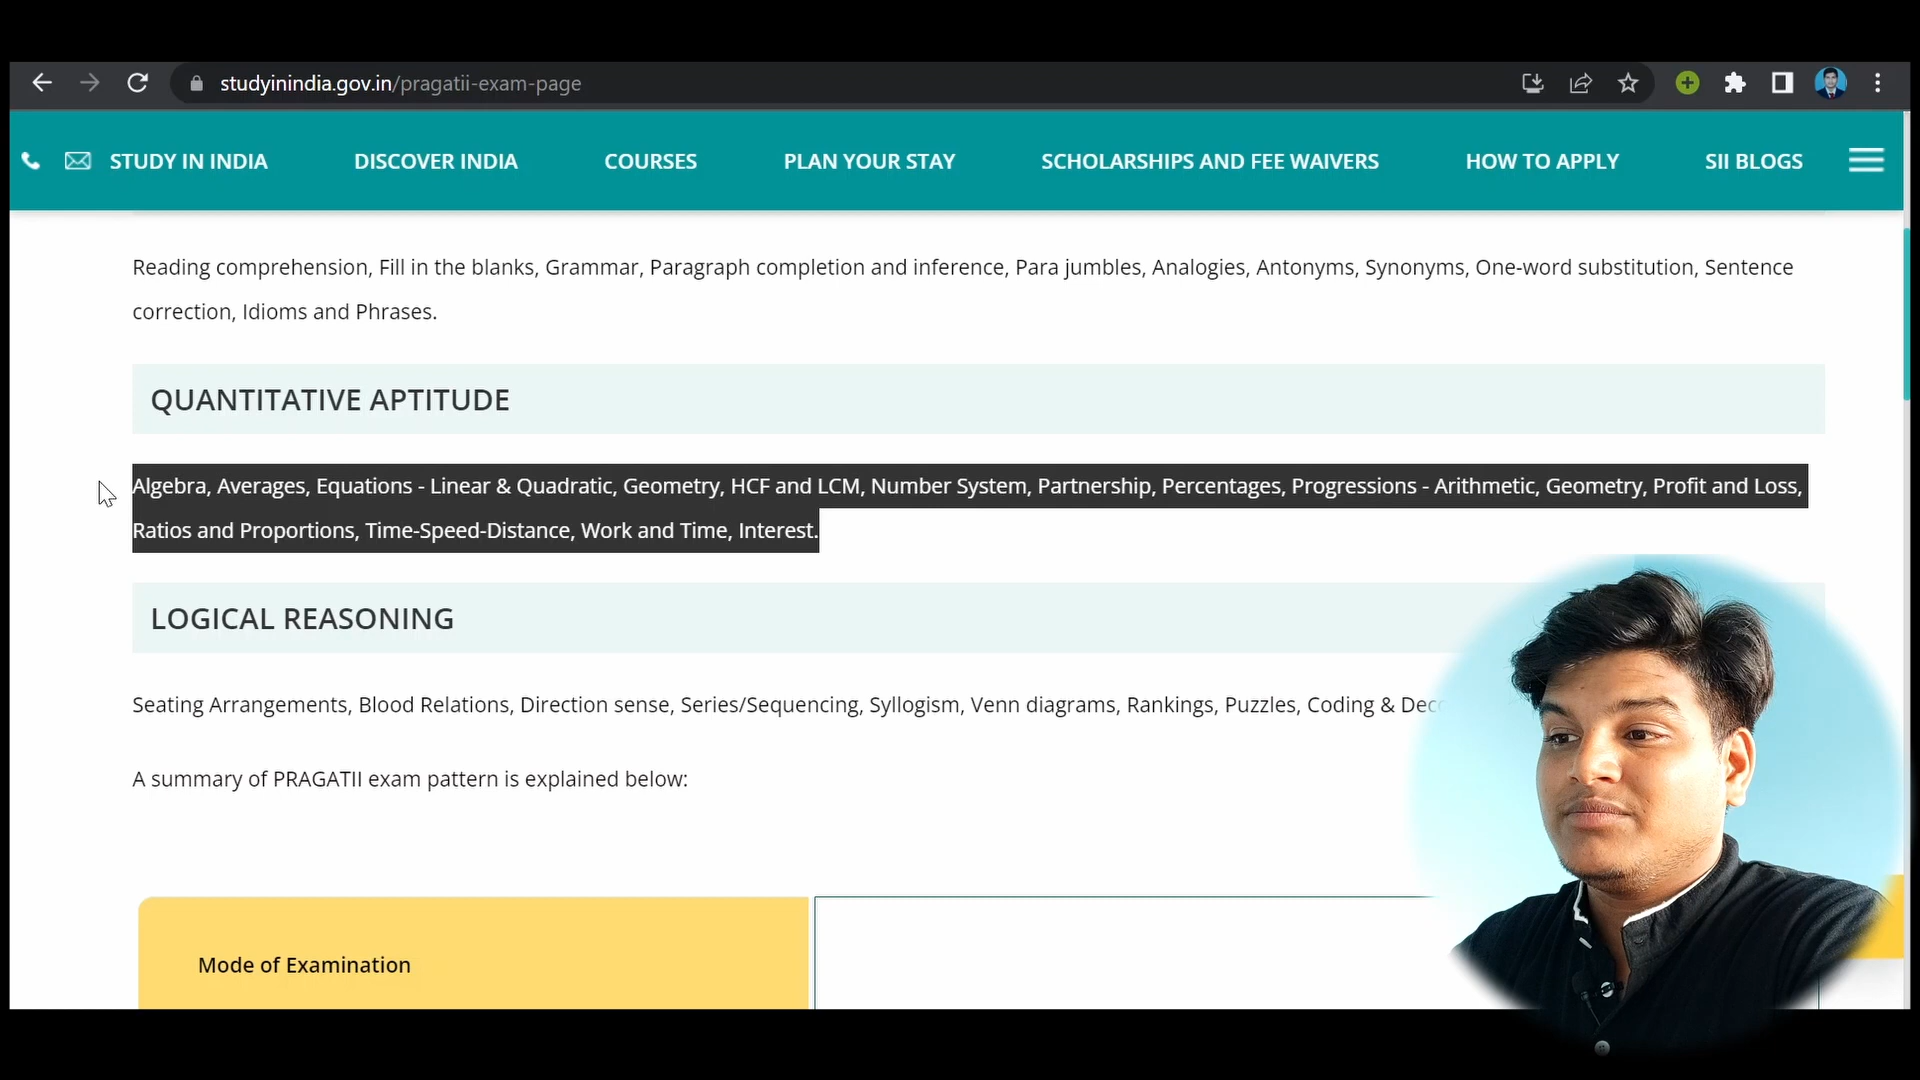 studyinindia.gov.in/pragatii-exam-page
STUDY IN INDIA DISCOVER INDIA COURSES PLAN YOUR STAY SCHOLARSHIPS AND FEE WAIVERS HOW TO APPLY SII BLOGS
Reading comprehension, Fill in the blanks, Grammar, Paragraph completion and inference, Para jumbles, Analogies, Antonyms, Synonyms, One-word substitution, Sentence
correction, Idioms and Phrases.
QUANTITATIVE APTITUDE
Algebra, Averages, Equations - Linear & Quadratic, Geometry, HCF and LCM, Number System, Partnership, Percentages, Progressions - Arithmetic, Geometry, Profit and Loss,
Ratios and Proportions, Time-Speed-Distance, Work and Time, Interest.
LOGICAL REASONING
Seating Arrangements, Blood Relations, Direction sense, Series/Sequencing, Syllogism, Venn diagrams, Rankings, Puzzles, Coding &
A summary of PRAGATII exam pattern is explained below:
Mode of Examination